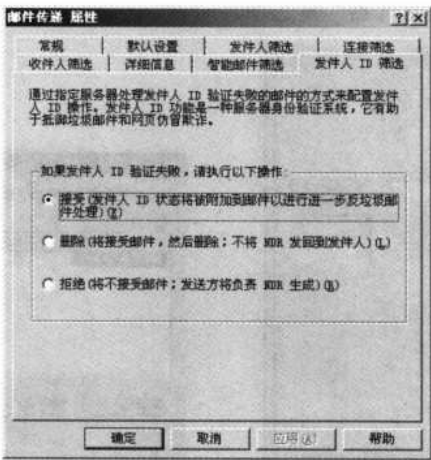 邮件传递 属性
常规 默认设置 发件人筛选 连接筛选
收件人筛选 详细信息 智能邮件筛选 发件人 ID 筛选
通过指定服务器处理发件人 ID 验证失败的邮件的方式来配置发件
人 ID 操作。发件人 ID 功能是一种服务器身份验证系统，它有助
于抵御垃圾邮件和网页仿冒欺诈。
如果发件人 ID 验证失败，请执行以下操作:
接受(发件人 ID 状态将被附加到邮件以进行进一步反垃圾邮
件处理)(Z)
删除(将接受邮件，然后删除；不将 NDR 发回到发件人)(L)
拒绝(将不接受邮件；发送方将负责 NDR 生成)(R)
确定 取消 应用(A) 帮助